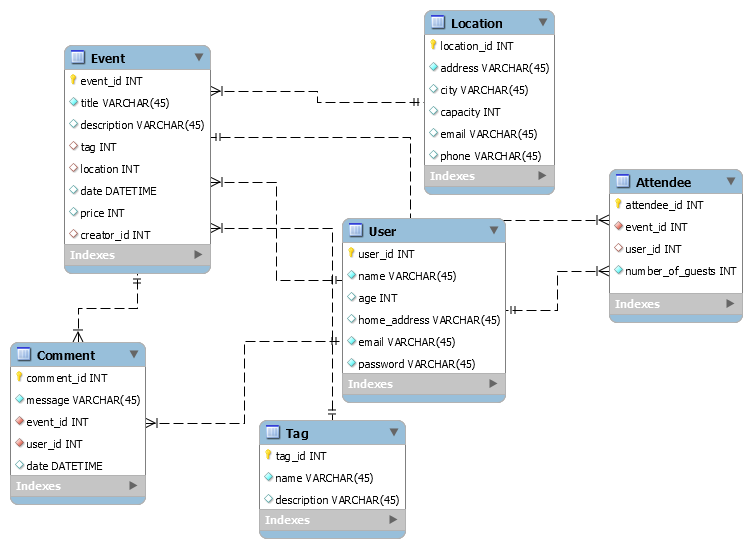 Location
location_id INT
address VARCHAR(45)
city VARCHAR(45)
capacity INT
email VARCHAR(45)
phone VARCHAR(45)
Indexes
Event
event_id INT
title VARCHAR(45)
description VARCHAR(45)
tag INT
location INT
date DATETIME
price INT
creator_id INT
Indexes
Attendee
attendee_id INT
event_id INT
user_id INT
number_of_guests INT
Indexes
User
user_id INT
name VARCHAR(45)
age INT
home_address VARCHAR(45)
email VARCHAR(45)
password VARCHAR(45)
Indexes
Comment
comment_id INT
message VARCHAR(45)
event_id INT
user_id INT
date DATETIME
Indexes
Tag
tag_id INT
name VARCHAR(45)
description VARCHAR(45)
Indexes